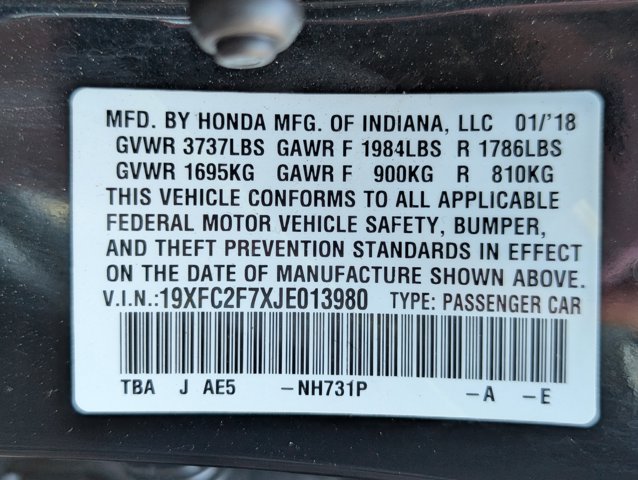 MFD. BY HONDA MFG. OF INDIANA, LLC 01/'18
GVWR 3737LBS GAWR F 1984LBS R 1786LBS
GVWR 1695KG GAWR F 900KG R 810KG
THIS VEHICLE CONFORMS TO ALL APPLICABLE
FEDERAL MOTOR VEHICLE SAFETY, BUMPER,
AND THEFT PREVENTION STANDARDS IN EFFECT
ON THE DATE OF MANUFACTURE SHOWN ABOVE.
V.I.N.:19XFC2F7XJE013980 TYPE: PASSENGER CAR
TBA J AE5 -NH731P -A -E